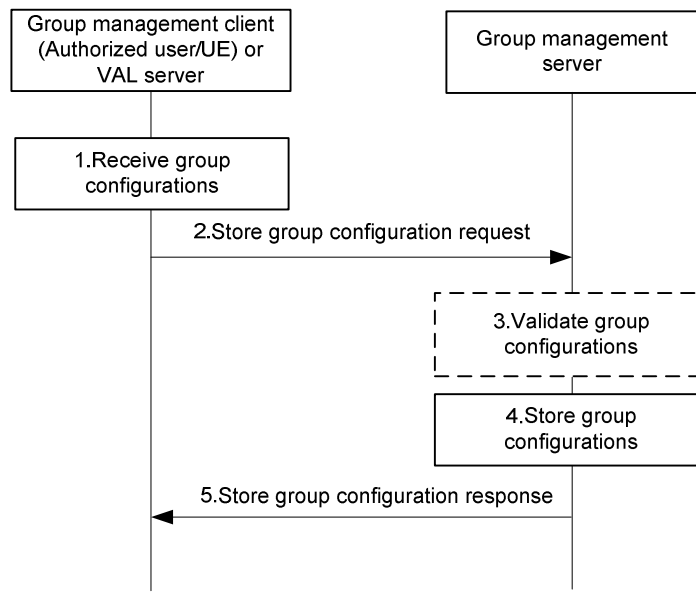 Group management client
(Authorized user/UE) or
VAL server
Group management
server
1.Receive group
configurations
2.Store group configuration request
3.Validate group
configurations
4.Store group
configurations
5.Store group configuration response